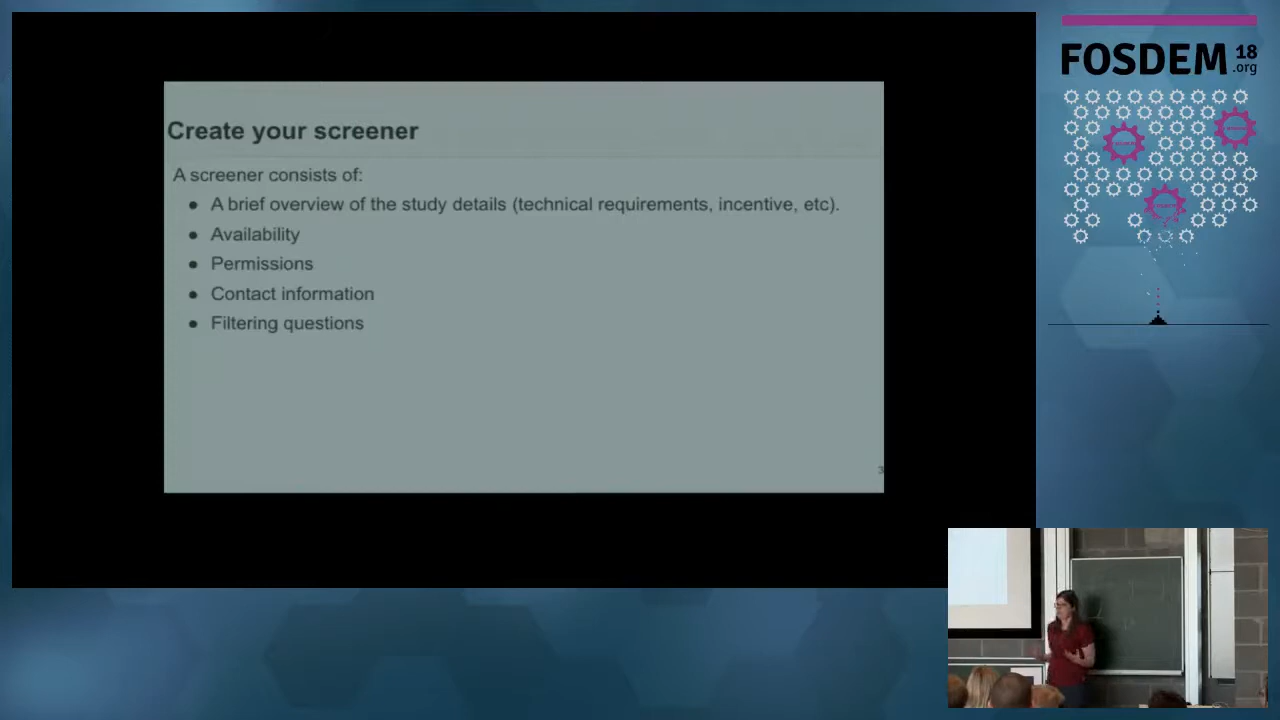 Create your screener
A screener consists of:
● A brief overview of the study details (technical requirements, incentive, etc).
● Availability
● Permissions
● Contact information
● Filtering questions
3
FOSDEM 18
.org